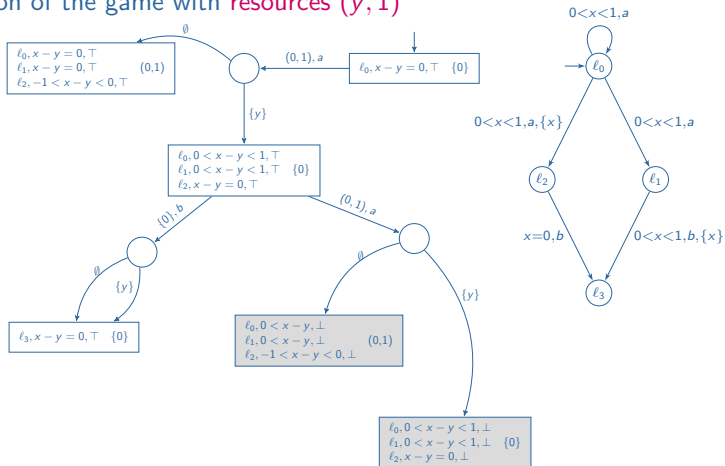 ion of the game with resources (y, 1)
∅
ℓ₀, x − y = 0, ⊤
ℓ₁, x − y = 0, ⊤ (0,1)
ℓ₂, −1 < x − y < 0, ⊤
(0, 1), a
ℓ₀, x − y = 0, ⊤ {0}
{y}
ℓ₀, 0 < x − y < 1, ⊤
ℓ₁, 0 < x − y < 1, ⊤ {0}
ℓ₂, x − y = 0, ⊤
{0}, b
(0, 1), a
∅
{y}
ℓ₃, x − y = 0, ⊤ {0}
∅
{y}
ℓ₀, 0 < x − y, ⊥
ℓ₁, 0 < x − y, ⊥ (0,1)
ℓ₂, −1 < x − y < 0, ⊥
ℓ₀, 0 < x − y < 1, ⊥
ℓ₁, 0 < x − y < 1, ⊥ {0}
ℓ₂, x − y = 0, ⊥
0<x<1,a
ℓ₀
0<x<1,a,{x}
0<x<1,a
ℓ₂
ℓ₁
x=0,b
0<x<1,b,{x}
ℓ₃